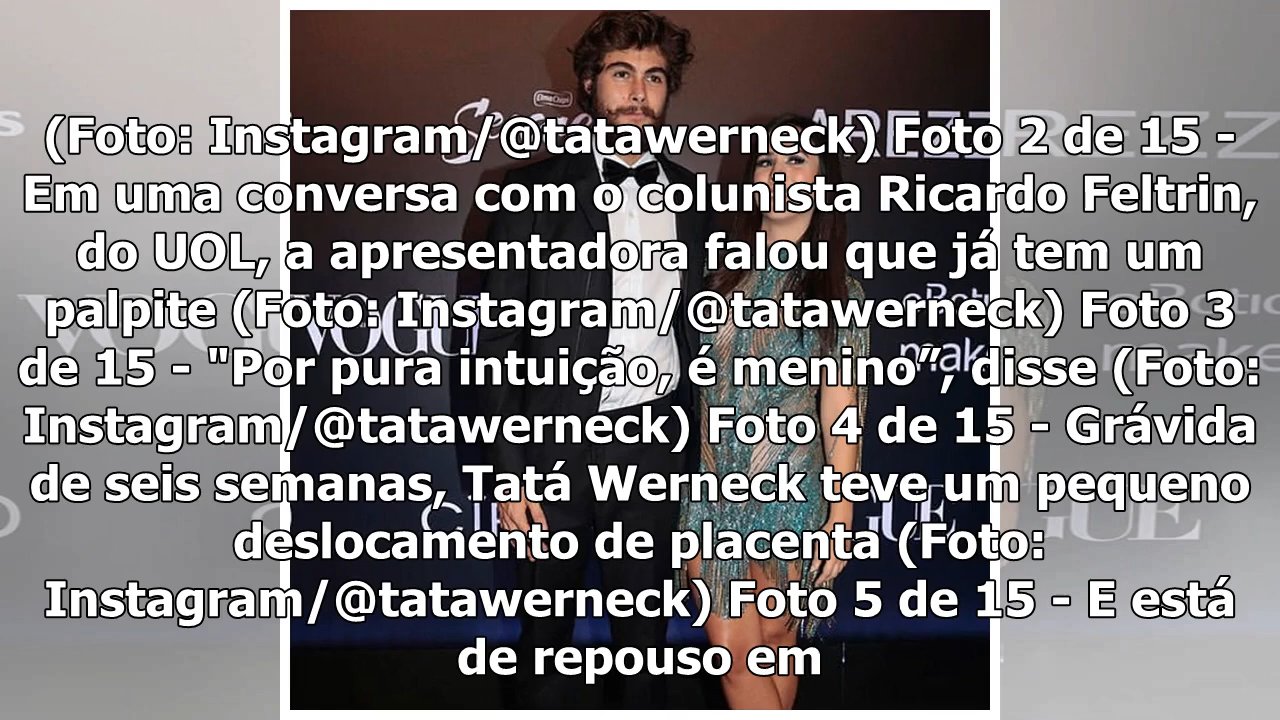 (Foto: Instagram/@tatawerneck) Foto 2 de 15 -
Em uma conversa com o colunista Ricardo Feltrin,
do UOL, a apresentadora falou que já tem um
palpite (Foto: Instagram/@tatawerneck) Foto 3
de 15 - "Por pura intuição, é menino”, disse (Foto:
Instagram/@tatawerneck) Foto 4 de 15 - Grávida
de seis semanas, Tatá Werneck teve um pequeno
deslocamento de placenta (Foto:
Instagram/@tatawerneck) Foto 5 de 15 - E está
de repouso em
VOGUE